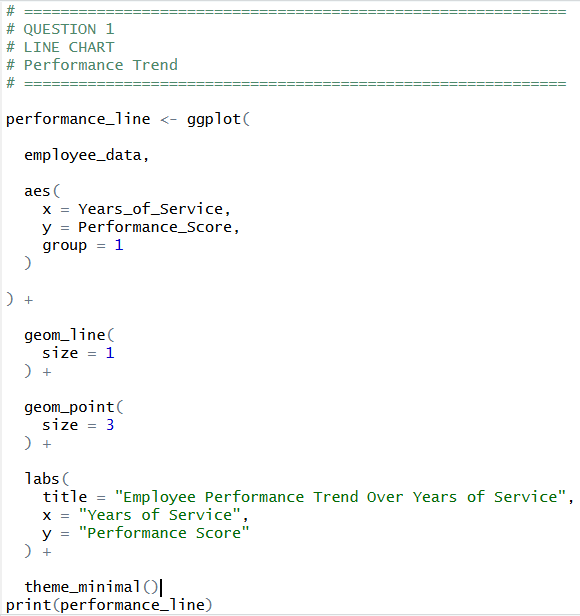 # ============================================================
# QUESTION 1
# LINE CHART
# Performance Trend
# ============================================================
performance_line <- ggplot(
employee_data,
aes(
x = Years_of_Service,
y = Performance_Score,
group = 1
)
) +
geom_line(
size = 1
) +
geom_point(
size = 3
) +
labs(
title = "Employee Performance Trend Over Years of Service",
x = "Years of Service",
y = "Performance Score"
) +
theme_minimal()
print(performance_line)